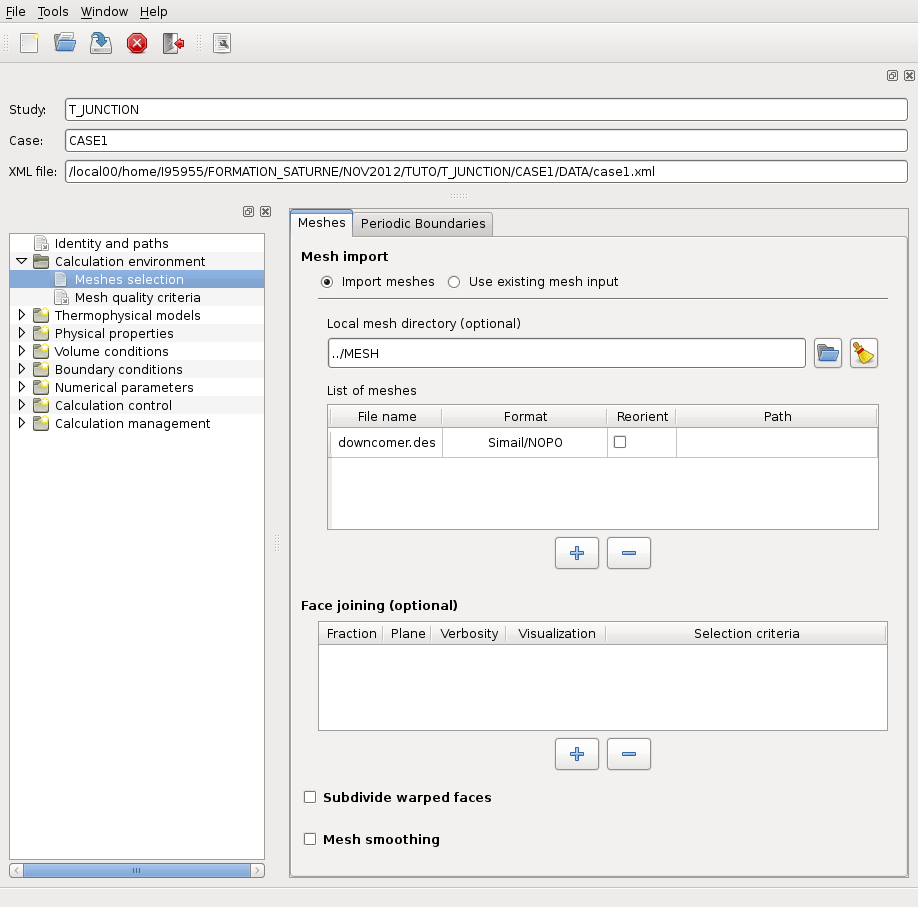 File Tools Window Help
Study: T_JUNCTION
Case: CASE1
XML file: /local00/home/I95955/FORMATION_SATURNE/NOV2012/TUTO/T_JUNCTION/CASE1/DATA/case1.xml
Identity and paths
Calculation environment
Meshes selection
Mesh quality criteria
Thermophysical models
Physical properties
Volume conditions
Boundary conditions
Numerical parameters
Calculation control
Calculation management
Meshes Periodic Boundaries
Mesh import
Import meshes Use existing mesh input
Local mesh directory (optional)
../MESH
List of meshes
File name Format Reorient Path
downcomer.des Simail/NOPO
Face joining (optional)
Fraction Plane Verbosity Visualization Selection criteria
Subdivide warped faces
Mesh smoothing